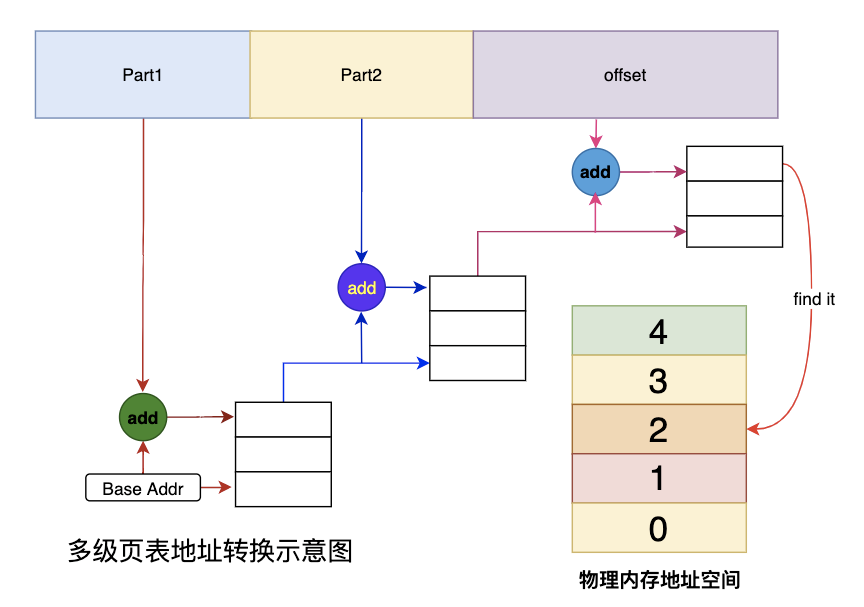 Part1
Part2
offset
add
add
find it
4
3
2
add
1
Base Addr
0
多级页表地址转换示意图
物理内存地址空间